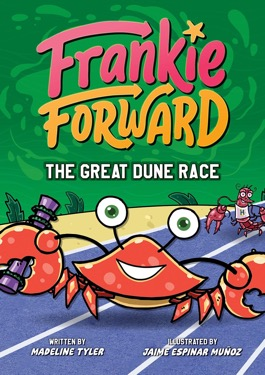 Frankie
FORWARD
THE GREAT DUNE RACE
H
WRITTEN BY
MADELINE TYLER
ILLUSTRATED BY
JAIME ESPINAR MUÑOZ